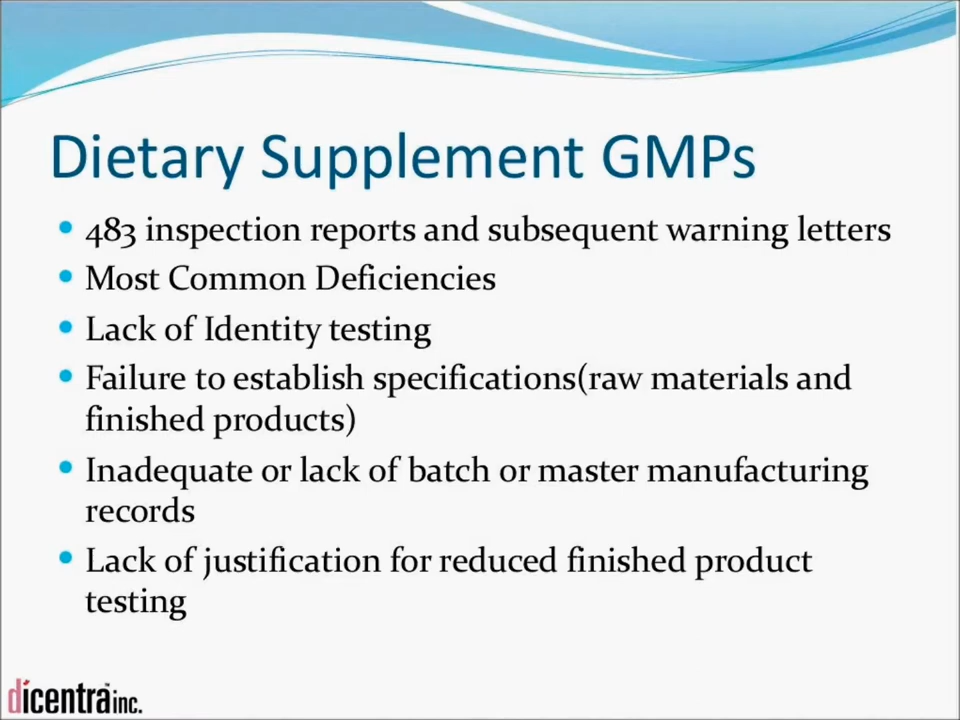 Dietary Supplement GMPs
• 483 inspection reports and subsequent warning letters
• Most Common Deficiencies
• Lack of Identity testing
• Failure to establish specifications(raw materials and
finished products)
• Inadequate or lack of batch or master manufacturing
records
• Lack of justification for reduced finished product
testing
dicentra™ inc.